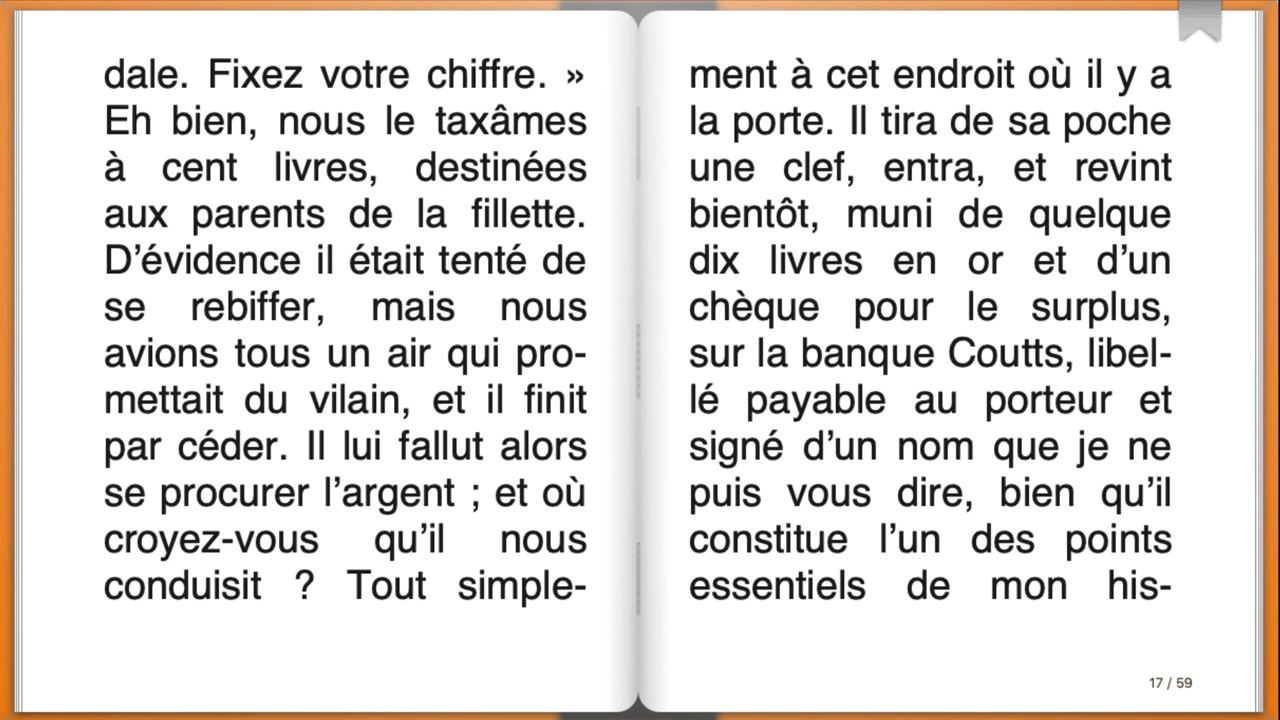 dale. Fixez votre chiffre. »
Eh bien, nous le taxâmes
à cent livres, destinées
aux parents de la fillette.
D’évidence il était tenté de
se rebiffer, mais nous
avions tous un air qui pro-
mettait du vilain, et il finit
par céder. Il lui fallut alors
se procurer l’argent ; et où
croyez-vous qu’il nous
conduisit ? Tout simple-
ment à cet endroit où il y a
la porte. Il tira de sa poche
une clef, entra, et revint
bientôt, muni de quelque
dix livres en or et d’un
chèque pour le surplus,
sur la banque Coutts, libel-
lé payable au porteur et
signé d’un nom que je ne
puis vous dire, bien qu’il
constitue l’un des points
essentiels de mon his-
17 / 59